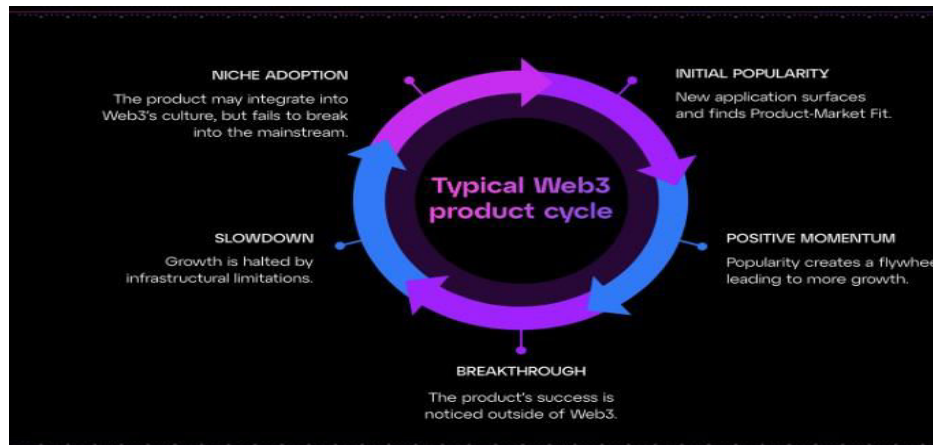 Typical Web3
product cycle
INITIAL POPULARITY
New application surfaces
and finds Product-Market Fit.
POSITIVE MOMENTUM
Popularity creates a flywhee
leading to more growth.
BREAKTHROUGH
The product's success is
noticed outside of Web3.
SLOWDOWN
Growth is halted by
infrastructural limitations.
NICHE ADOPTION
The product may integrate into
Web3's culture, but fails to break
into the mainstream.